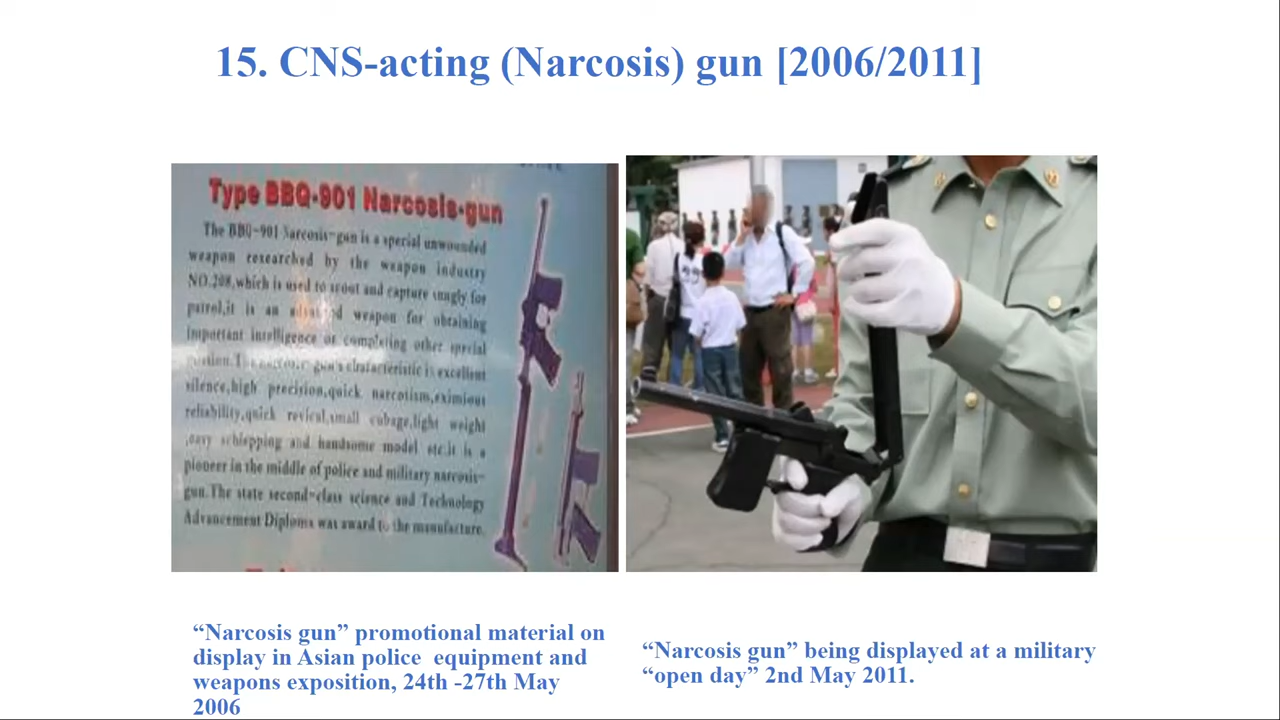 15. CNS-acting (Narcosis) gun [2006/2011]
Type BBQ-901 Narcosis-gun
The BBQ-901 Narcosis-gun is a special unwounded
weapon researched by the weapon industry
NO.208,which is used to scout and capture snugly for
patrol,it is an advanced weapon for obtaining
important intelligence or completing other special
The gun's characteristic is excellent
silence,high precision,quick narcotism,eximious
reliability,quick revical,small cubage,light weight
,easy schlepping and handsome model etc.it is a
pioneer in the middle of police and military narcosis-
gun.The state second-class science and Technology
Advancement Diploma was award to the manufacture.
“Narcosis gun” promotional material on
display in Asian police equipment and
weapons exposition, 24th -27th May
2006
“Narcosis gun” being displayed at a military
“open day” 2nd May 2011.